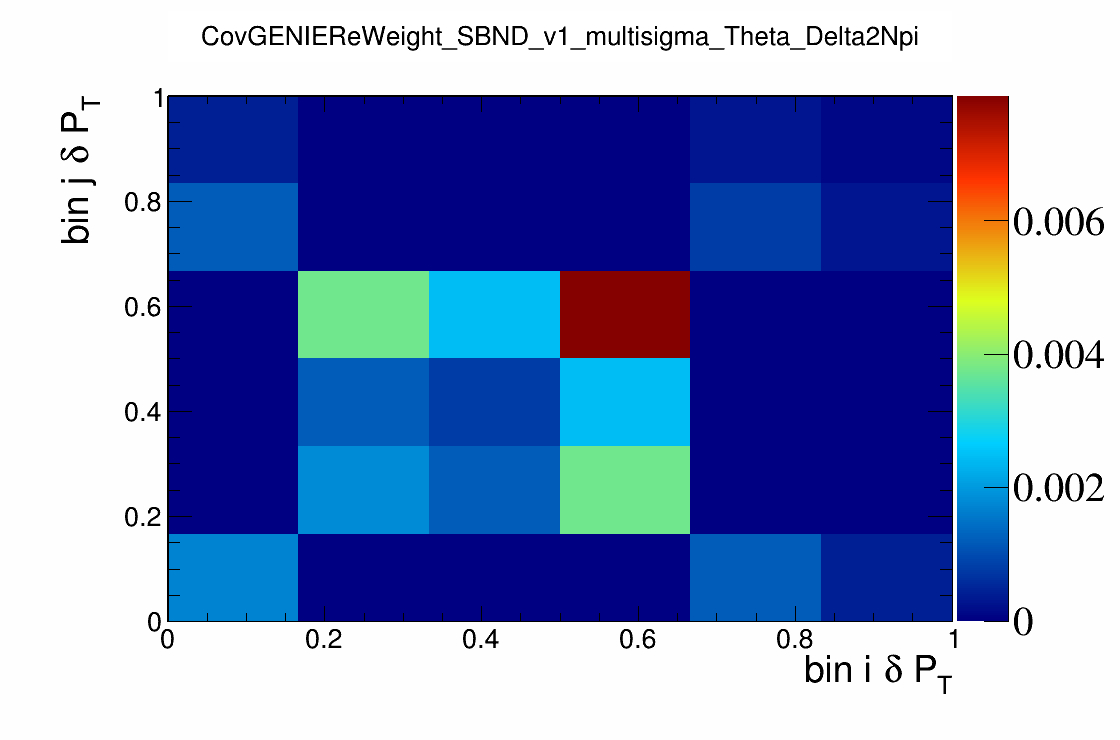 CovGENIEReWeight_SBND_v1_multisigma_Theta_Delta2Npi
bin j δ P_T
1
0.8
0.6
0.4
0.2
0
0 0.2 0.4 0.6 0.8 1
bin i δ P_T
0.006
0.004
0.002
0